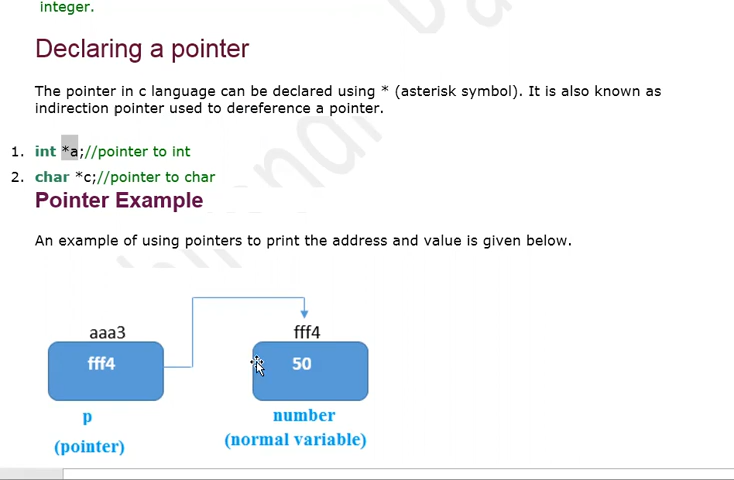 integer.
Declaring a pointer
The pointer in c language can be declared using * (asterisk symbol). It is also known as
indirection pointer used to dereference a pointer.
1. int *a;//pointer to int
2. char *c;//pointer to char
Pointer Example
An example of using pointers to print the address and value is given below.
aaa3 fff4
fff4 50
p number
(pointer) (normal variable)